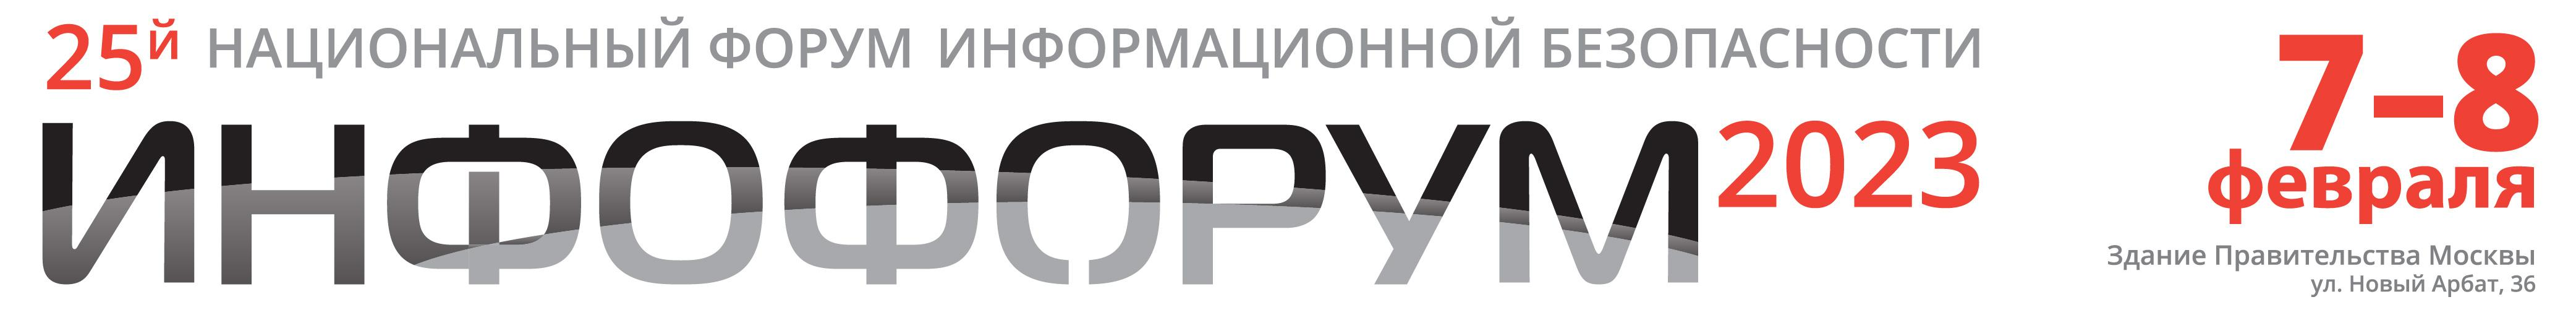 25й НАЦИОНАЛЬНЫЙ ФОРУМ ИНФОРМАЦИОННОЙ БЕЗОПАСНОСТИ
ИНФОФОРУМ 2023
7–8
февраля
Здание Правительства Москвы
ул. Новый Арбат, 36